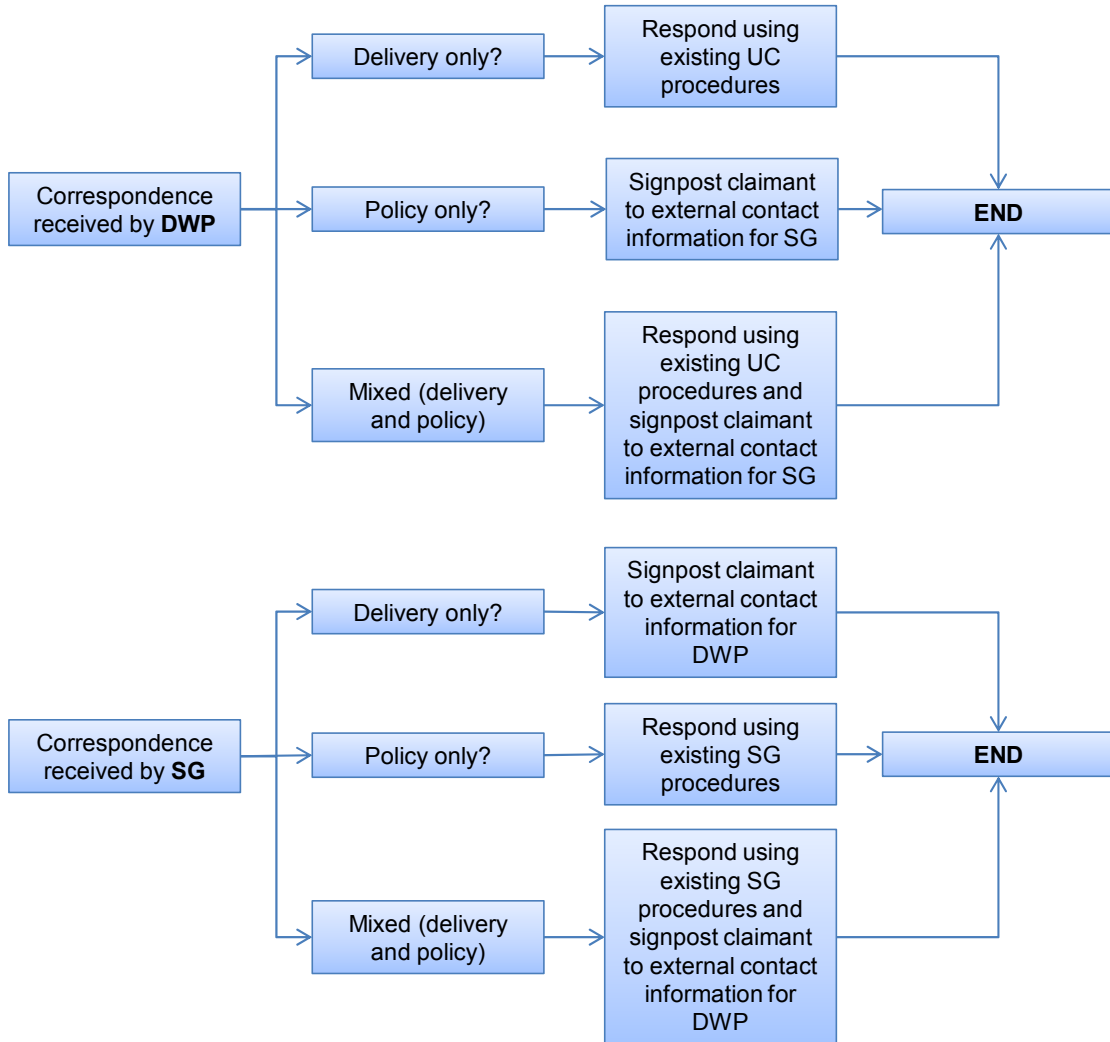 Delivery only?
Respond using
existing UC
procedures
Correspondence
received by DWP
Policy only?
Signpost claimant
to external contact
information for SG
END
Mixed (delivery
and policy)
Respond using
existing UC
procedures and
signpost claimant
to external contact
information for SG
Delivery only?
Signpost claimant
to external contact
information for
DWP
Correspondence
received by SG
Policy only?
Respond using
existing SG
procedures
END
Mixed (delivery
and policy)
Respond using
existing SG
procedures and
signpost claimant
to external contact
information for
DWP